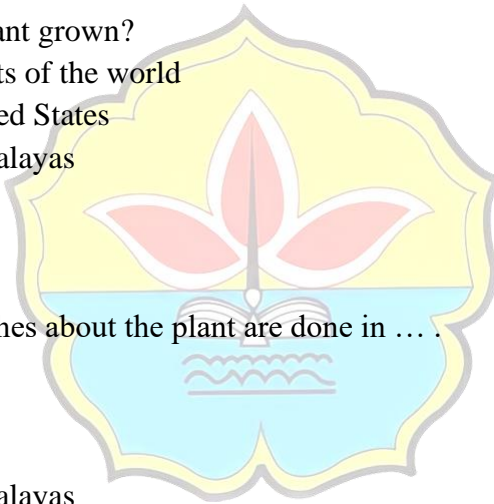 ant grown?
ts of the world
ed States
alayas
nes about the plant are done in … .
alayas